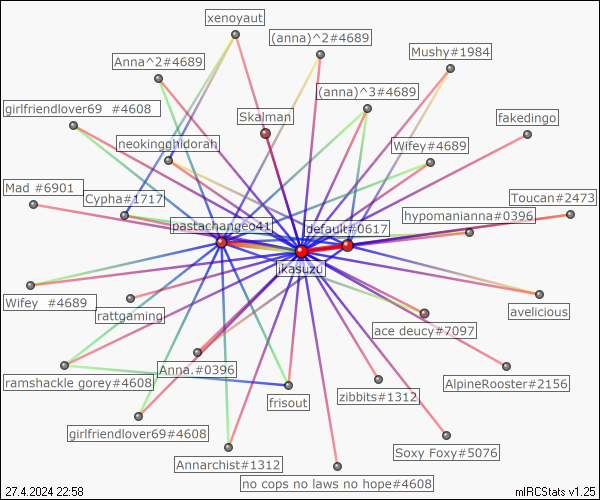 xenoyaut
(anna)^2#4689
Mushy#1984
Anna^2#4689
(anna)^3#4689
girlfriendlover69 #4608
Skalman
fakedingo
neokingghidorah
Wifey#4689
Mad #6901
Cypha#1717
Toucan#2473
hypomanianna#0396
pastachangeo41
default#0617
jkasuzu
Wifey #4689
rattgaming
avelicious
ace deucy#7097
Anna.#0396
ramshackle gorey#4608
AlpineRooster#2156
frisout
zibbits#1312
girlfriendlover69#4608
Soxy Foxy#5076
Annarchist#1312
no cops no laws no hope#4608
27.4.2024 22:58
mIRCStats v1.25